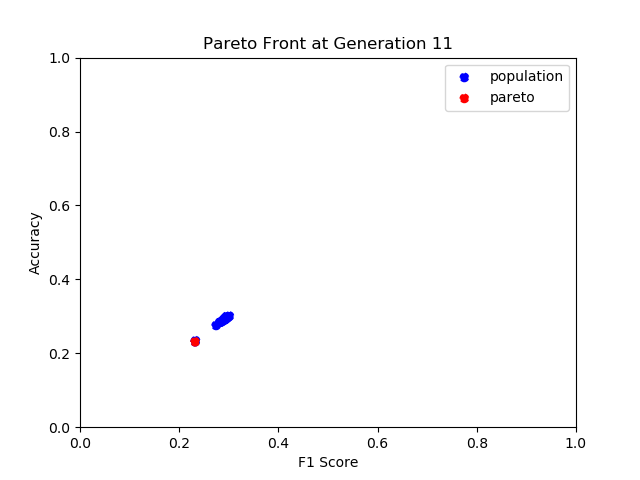 Pareto Front at Generation 11
1.0
0.8
0.6
0.4
0.2
0.0
Accuracy
population
pareto
0.0 0.2 0.4 0.6 0.8 1.0
F1 Score